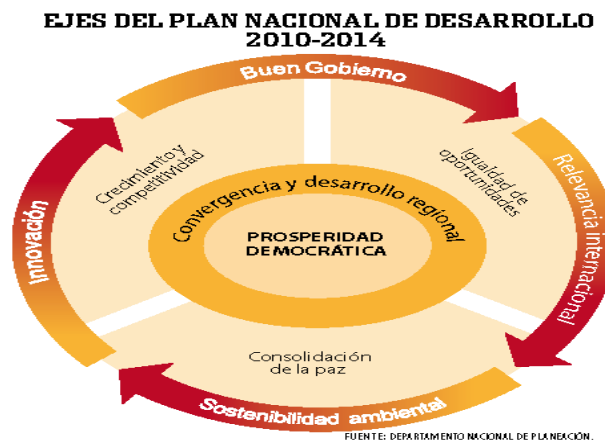 EJES DEL PLAN NACIONAL DE DESARROLLO
2010-2014
Buen Gobierno
Crecimiento y
competitividad
Igualdad de
oportunidades
Relevancia internacional
Innovación
Convergencia y desarrollo regional
PROSPERIDAD
DEMOCRÁTICA
Consolidación
de la paz
Sostenibilidad ambiental
FUENTE: DEPARTAMENTO NACIONAL DE PLANEACIÓN.